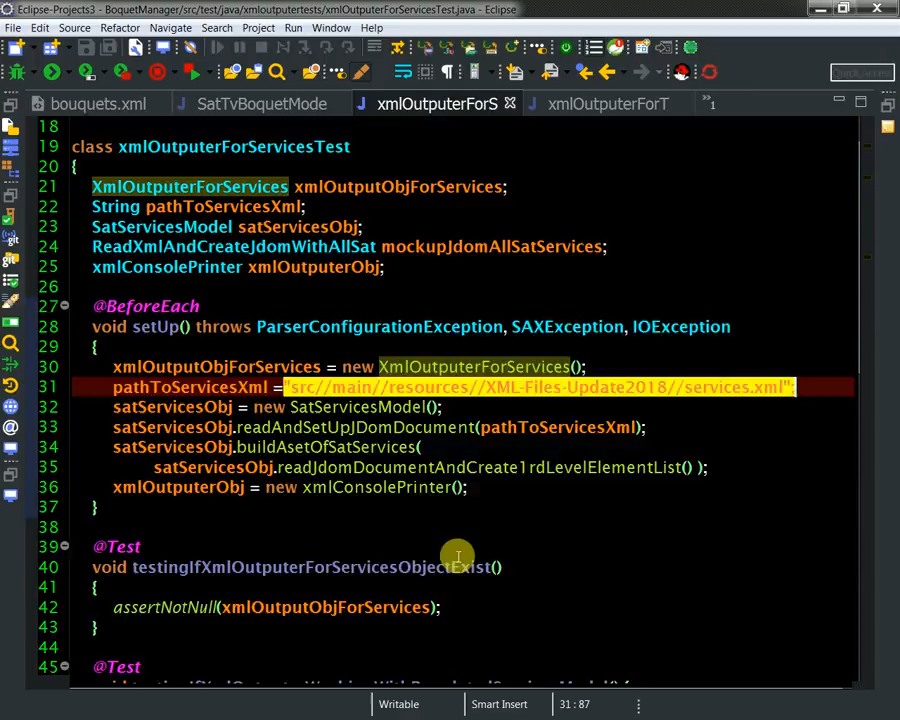 Eclipse-Projects3 - BoquetManager/src/test/java/xmloutputertests/xmlOutputerForServicesTest.java - Eclipse
File Edit Source Refactor Navigate Search Project Run Window Help
Quick Access
bouquets.xml SatTvBoquetMode xmlOutputerForS xmlOutputerForT »1
18
19 class xmlOutputerForServicesTest
20 {
21 XmlOutputerForServices xmlOutputObjForServices;
22 String pathToServicesXml;
23 SatServicesModel satServicesObj;
24 ReadXmlAndCreateJdomWithAllSat mockupJdomAllSatServices;
25 xmlConsolePrinter xmlOutputerObj;
26
27 @BeforeEach
28 void setUp() throws ParserConfigurationException, SAXException, IOException
29 {
30 xmlOutputObjForServices = new XmlOutputerForServices();
31 pathToServicesXml ="src//main//resources//XML-Files-Update2018//services.xml";
32 satServicesObj = new SatServicesModel();
33 satServicesObj.readAndSetUpJDomDocument(pathToServicesXml);
34 satServicesObj.buildAsetOfSatServices(
35 satServicesObj.readJdomDocumentAndCreate1rdLevelElementList() );
36 xmlOutputerObj = new xmlConsolePrinter();
37 }
38
39 @Test
40 void testingIfXmlOutputerForServicesObjectExist()
41 {
42 assertNotNull(xmlOutputObjForServices);
43 }
44
45 @Test
Writable Smart Insert 31 : 87